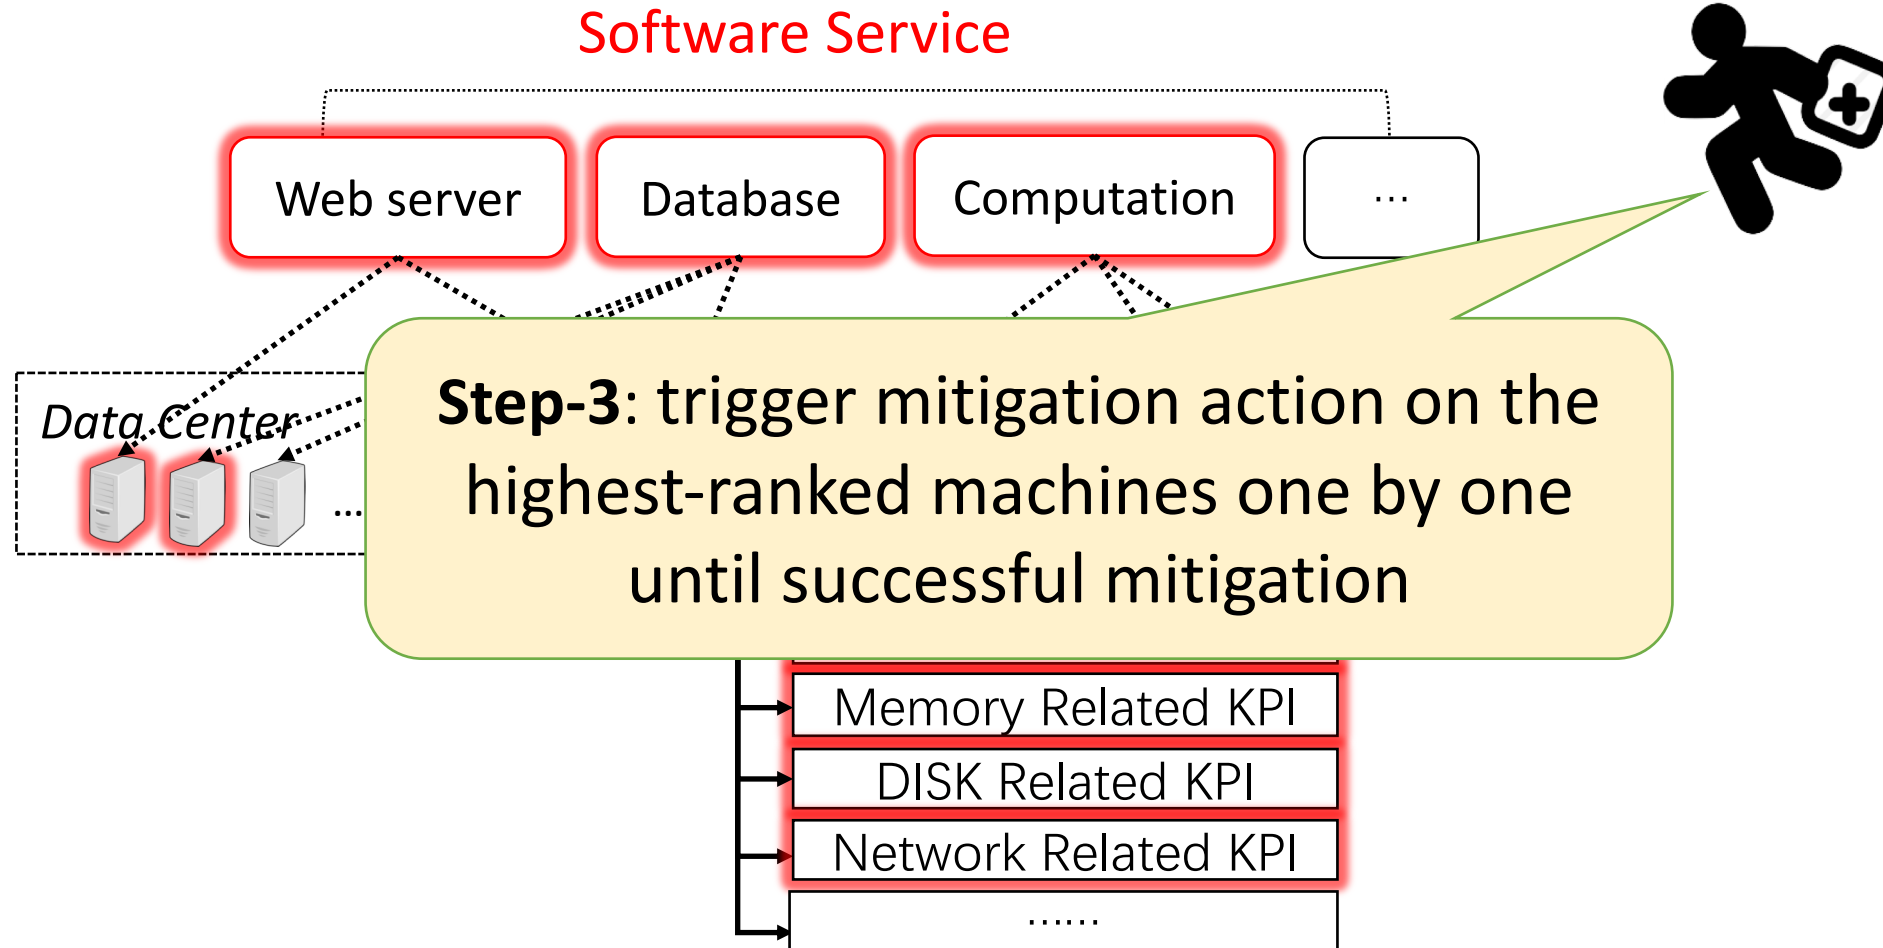 Software Service
Web server
Database
Computation
...
Data Center
...
Step-3: trigger mitigation action on the
highest-ranked machines one by one
until successful mitigation
Memory Related KPI
DISK Related KPI
Network Related KPI
......